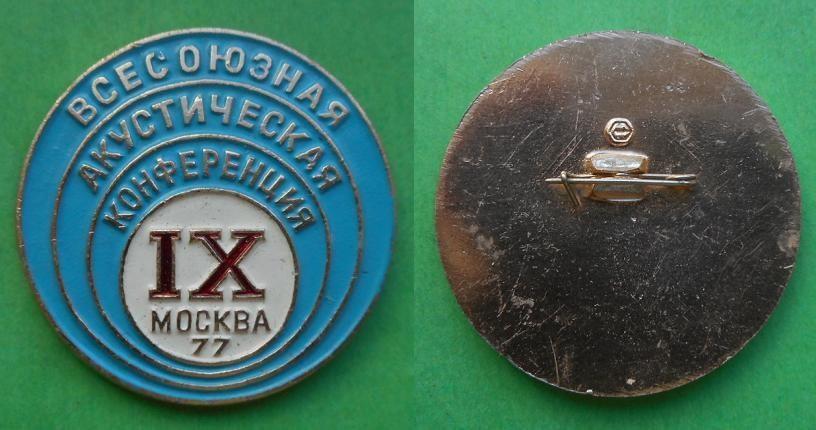 ВСЕСОЮЗНАЯ
АКУСТИЧЕСКАЯ
КОНФЕРЕНЦИЯ
IX
МОСКВА
77